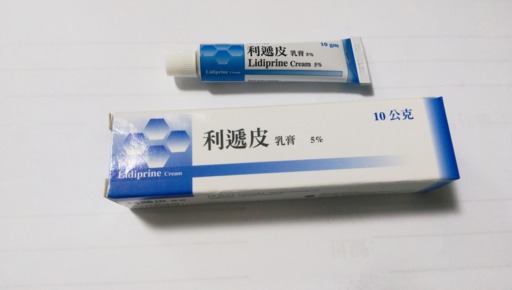 利遞皮 乳膏 5% 10 gm
Lidiprine Cream 5%
Lidiprine Cream
10 公克
利遞皮 乳膏 5%
Lidiprine Cream